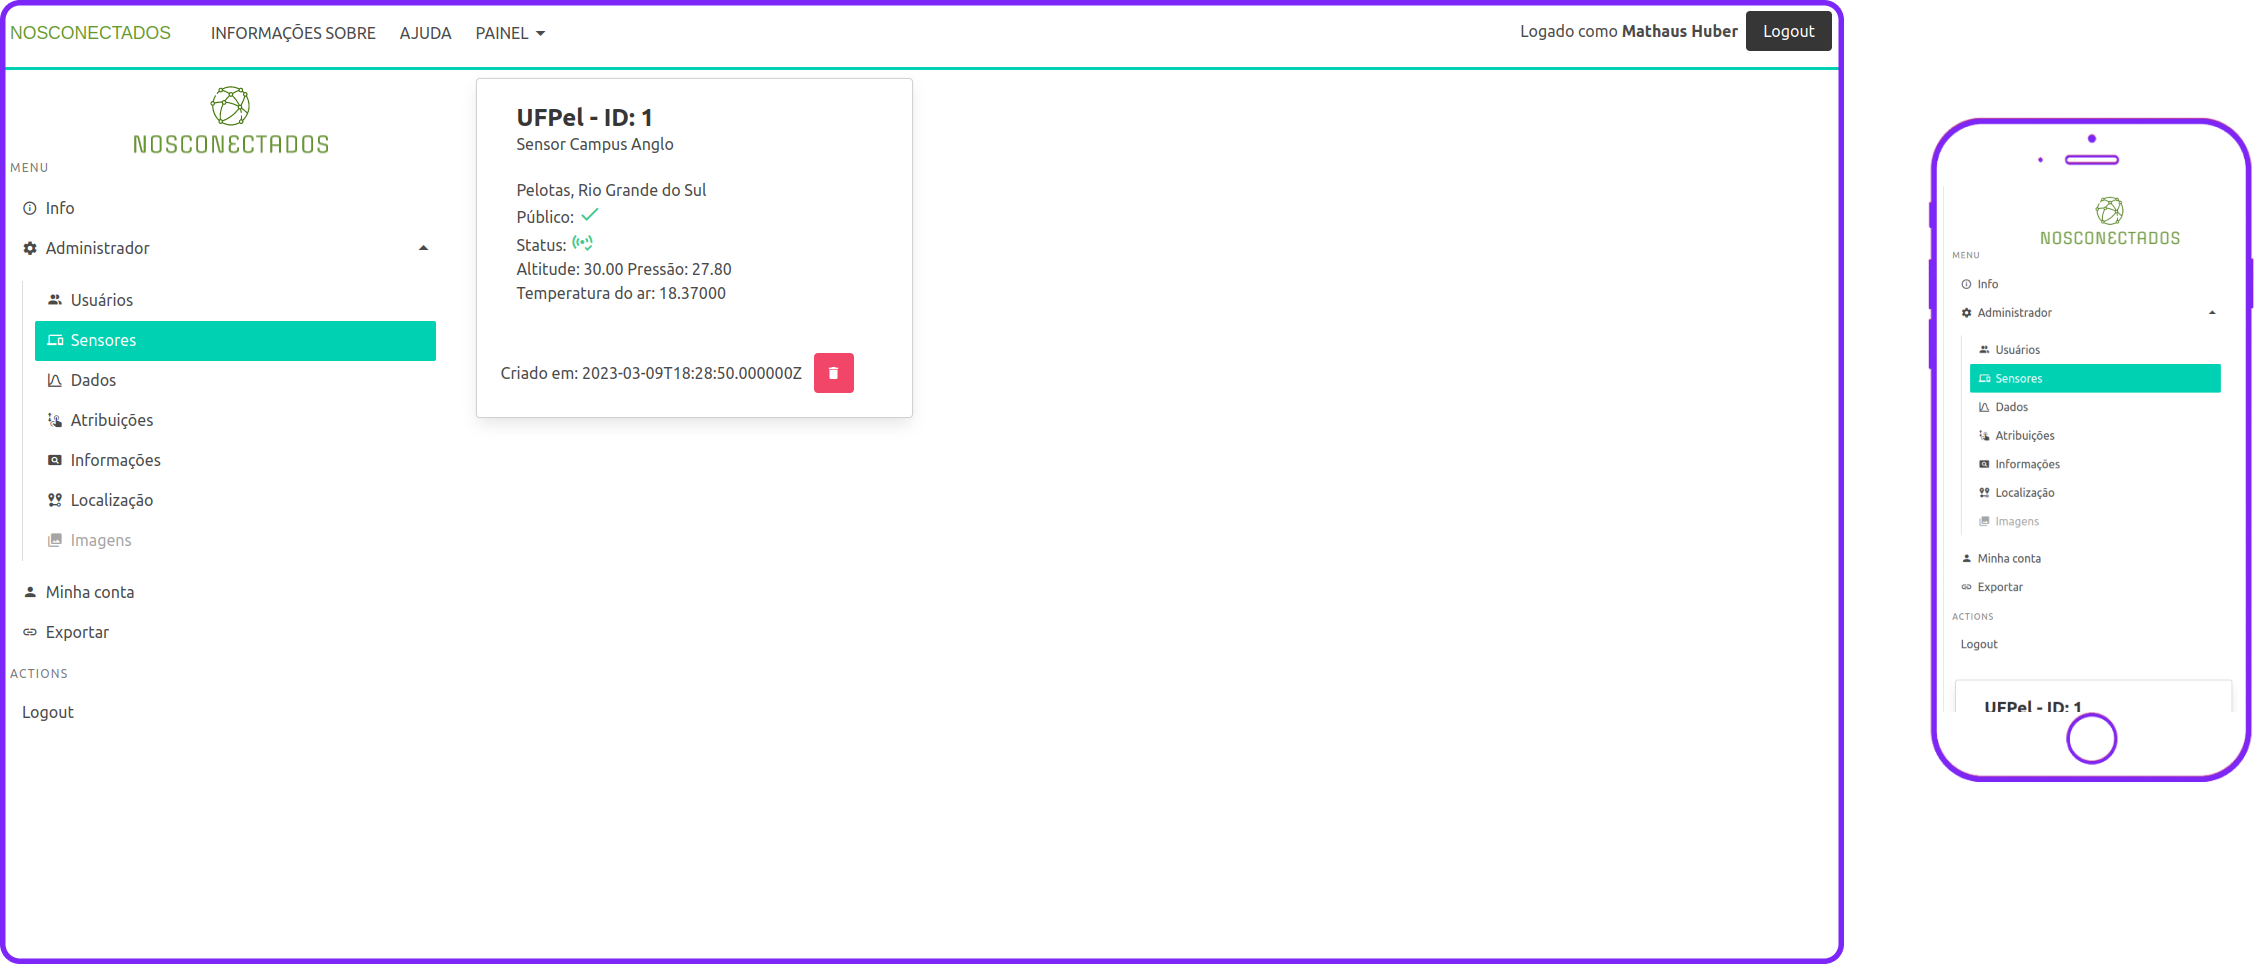 NOSCONECTADOS INFORMAÇÕES SOBRE AJUDA PAINEL Logado como Mathaus Huber Logout
NOSCONECTADOS
MENU
Info
Administrador
Usuários
Sensores
Dados
Atribuições
Informações
Localização
Imagens
Minha conta
Exportar
ACTIONS
Logout
UFPel - ID: 1
Sensor Campus Anglo
Pelotas, Rio Grande do Sul
Público:
Status:
Altitude: 30.00 Pressão: 27.80
Temperatura do ar: 18.37000
Criado em: 2023-03-09T18:28:50.000000Z
NOSCONECTADOS
MENU
Info
Administrador
Usuários
Sensores
Dados
Atribuições
Informações
Localização
Imagens
Minha conta
Exportar
ACTIONS
Logout
UFPel - ID: 1